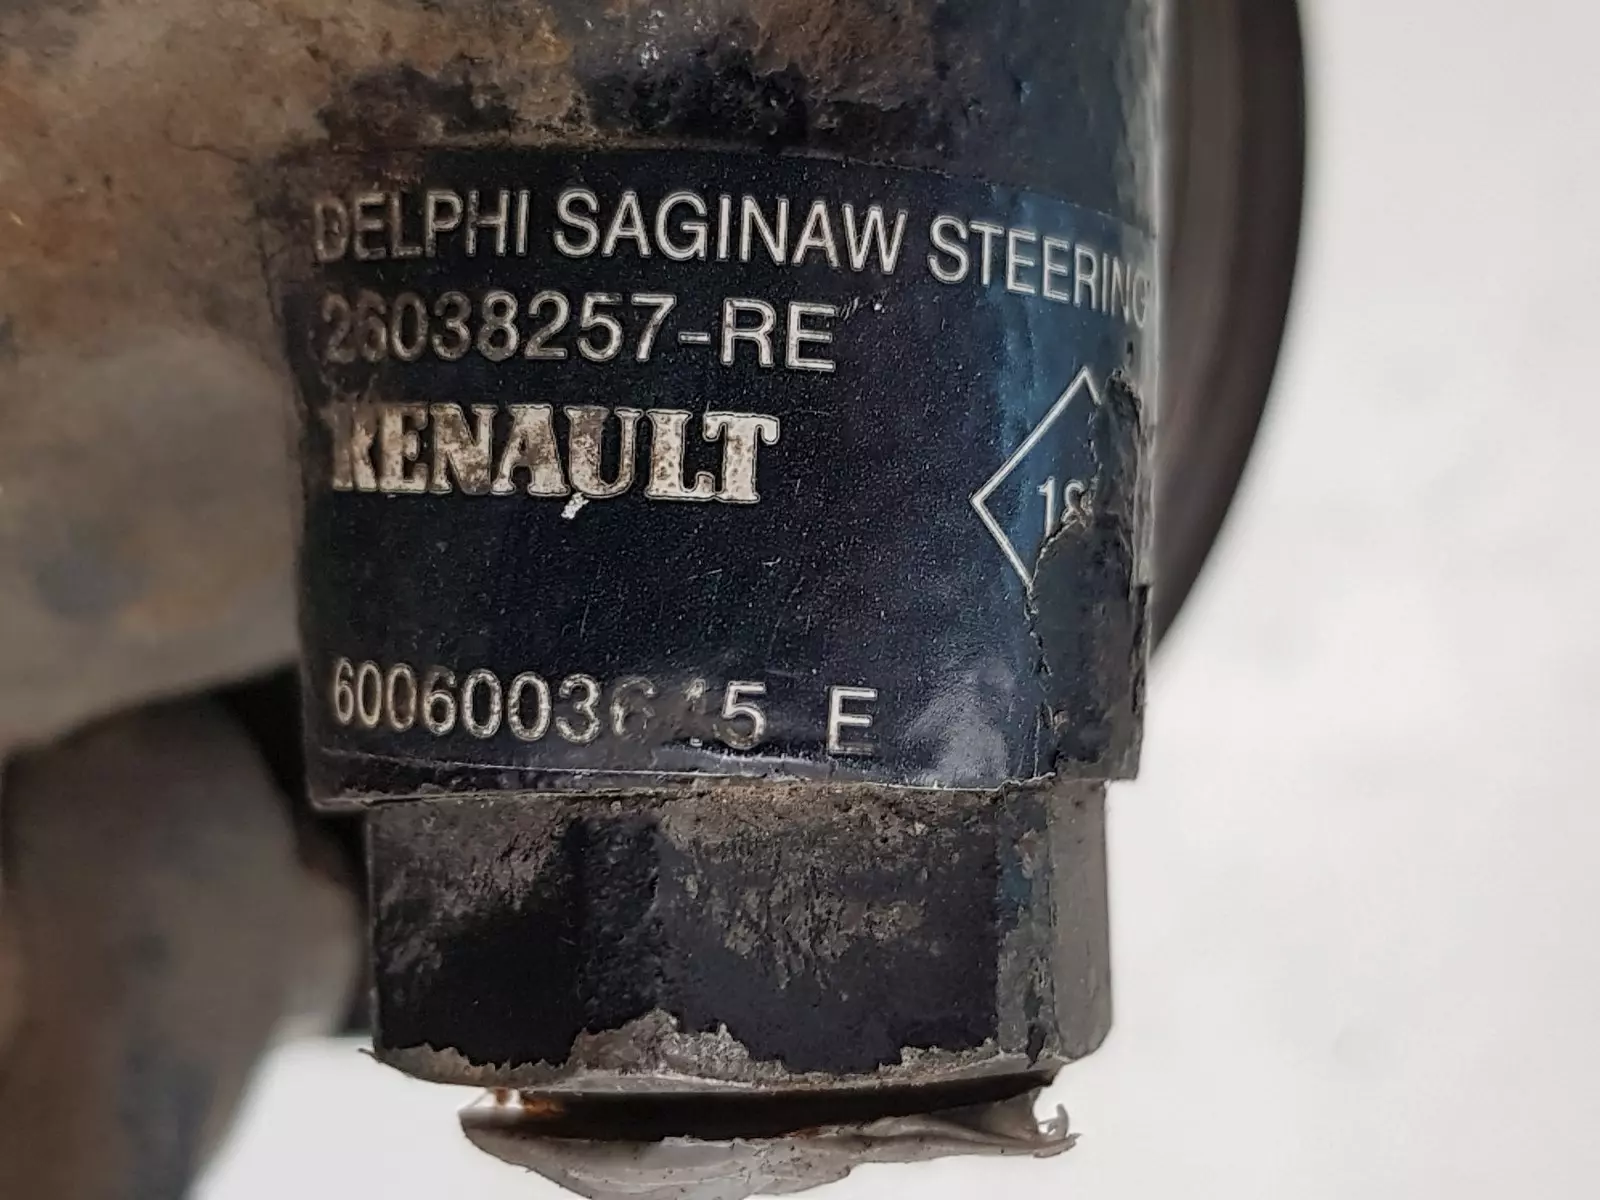 DELPHI SAGINAW STEERING
26038257-RE
RENAULT
E